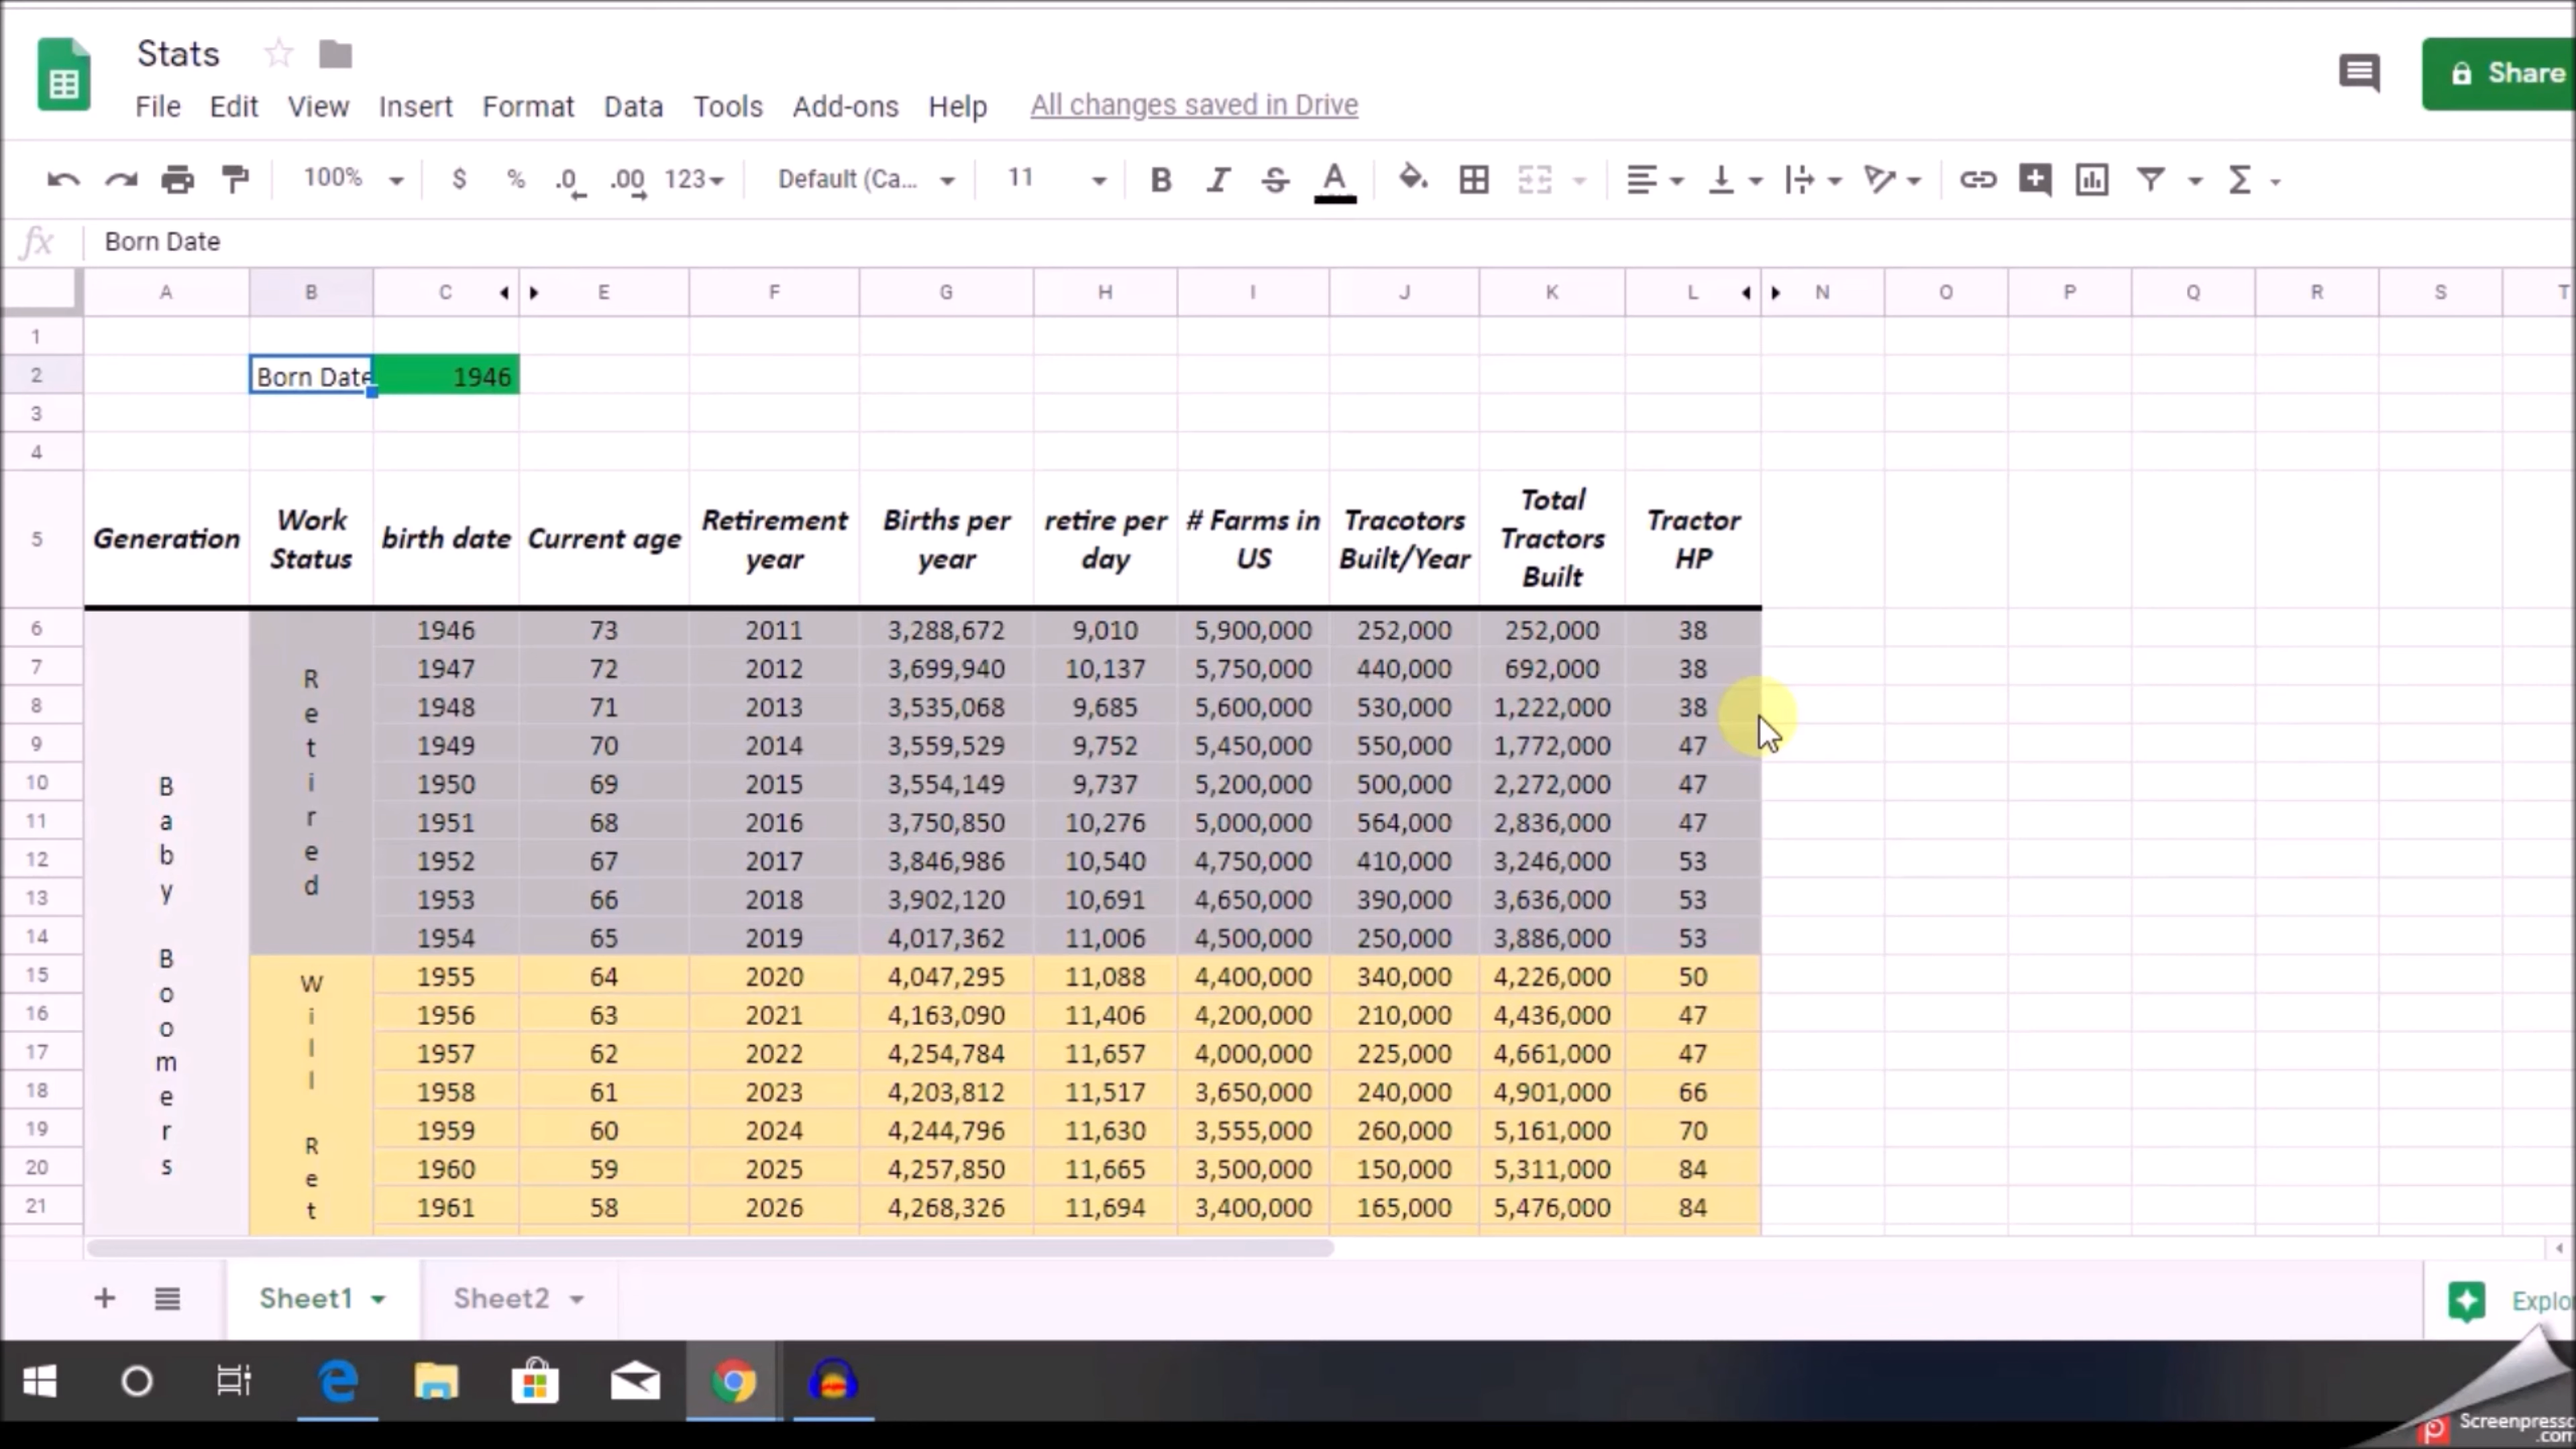 Stats
File Edit View Insert Format Data Tools Add-ons Help All changes saved in Drive
Share
100% $ % .0 .00 123 Default (Ca... 11 B I S A Σ
fx Born Date
A B C E F G H I J K L N O P Q R S T
1
2 Born Date 1946
3
4
5 Generation Work Status birth date Current age Retirement year Births per year retire per day # Farms in US Tracotors Built/Year Total Tractors Built Tractor HP
6 1946 73 2011 3,288,672 9,010 5,900,000 252,000 252,000 38
7 1947 72 2012 3,699,940 10,137 5,750,000 440,000 692,000 38
8 1948 71 2013 3,535,068 9,685 5,600,000 530,000 1,222,000 38
9 1949 70 2014 3,559,529 9,752 5,450,000 550,000 1,772,000 47
10 1950 69 2015 3,554,149 9,737 5,200,000 500,000 2,272,000 47
11 1951 68 2016 3,750,850 10,276 5,000,000 564,000 2,836,000 47
12 1952 67 2017 3,846,986 10,540 4,750,000 410,000 3,246,000 53
13 1953 66 2018 3,902,120 10,691 4,650,000 390,000 3,636,000 53
14 1954 65 2019 4,017,362 11,006 4,500,000 250,000 3,886,000 53
15 1955 64 2020 4,047,295 11,088 4,400,000 340,000 4,226,000 50
16 1956 63 2021 4,163,090 11,406 4,200,000 210,000 4,436,000 47
17 1957 62 2022 4,254,784 11,657 4,000,000 225,000 4,661,000 47
18 1958 61 2023 4,203,812 11,517 3,650,000 240,000 4,901,000 66
19 1959 60 2024 4,244,796 11,630 3,555,000 260,000 5,161,000 70
20 1960 59 2025 4,257,850 11,665 3,500,000 150,000 5,311,000 84
21 1961 58 2026 4,268,326 11,694 3,400,000 165,000 5,476,000 84
Baby Boomers
Retired
Will Ret
Sheet1 Sheet2
Explo
Screenpresso
.com